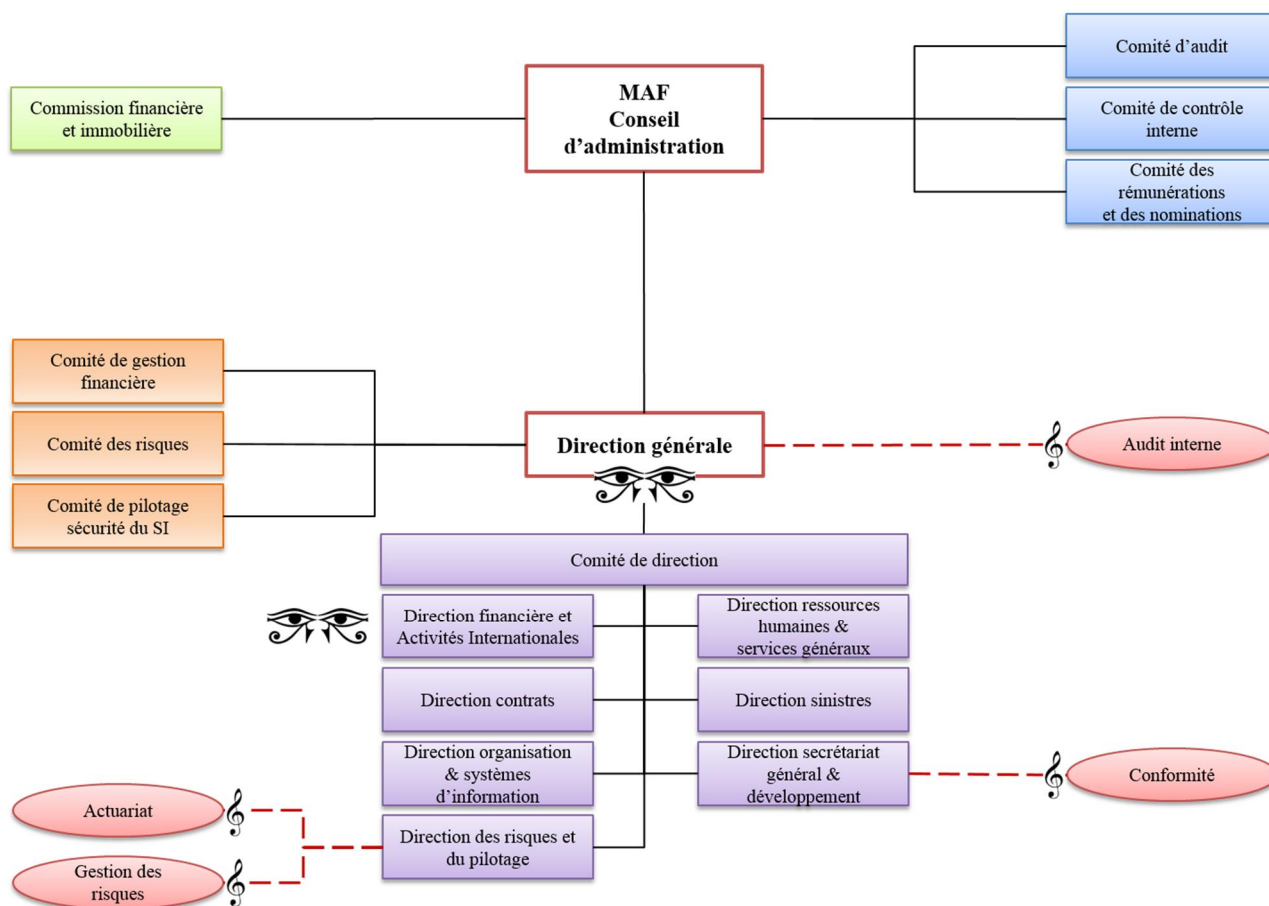 MAF
Conseil
d’administration
Commission financière
et immobilière
Comité d’audit
Comité de contrôle
interne
Comité des
rémunérations
et des nominations
Comité de gestion
financière
Comité des risques
Comité de pilotage
sécurité du SI
Direction générale
Audit interne
Comité de direction
Direction financière et
Activités Internationales
Direction ressources
humaines &
services généraux
Direction contrats
Direction sinistres
Direction organisation
& systèmes
d’information
Direction secrétariat
général &
développement
Conformité
Actuariat
Direction des risques et
du pilotage
Gestion des
risques